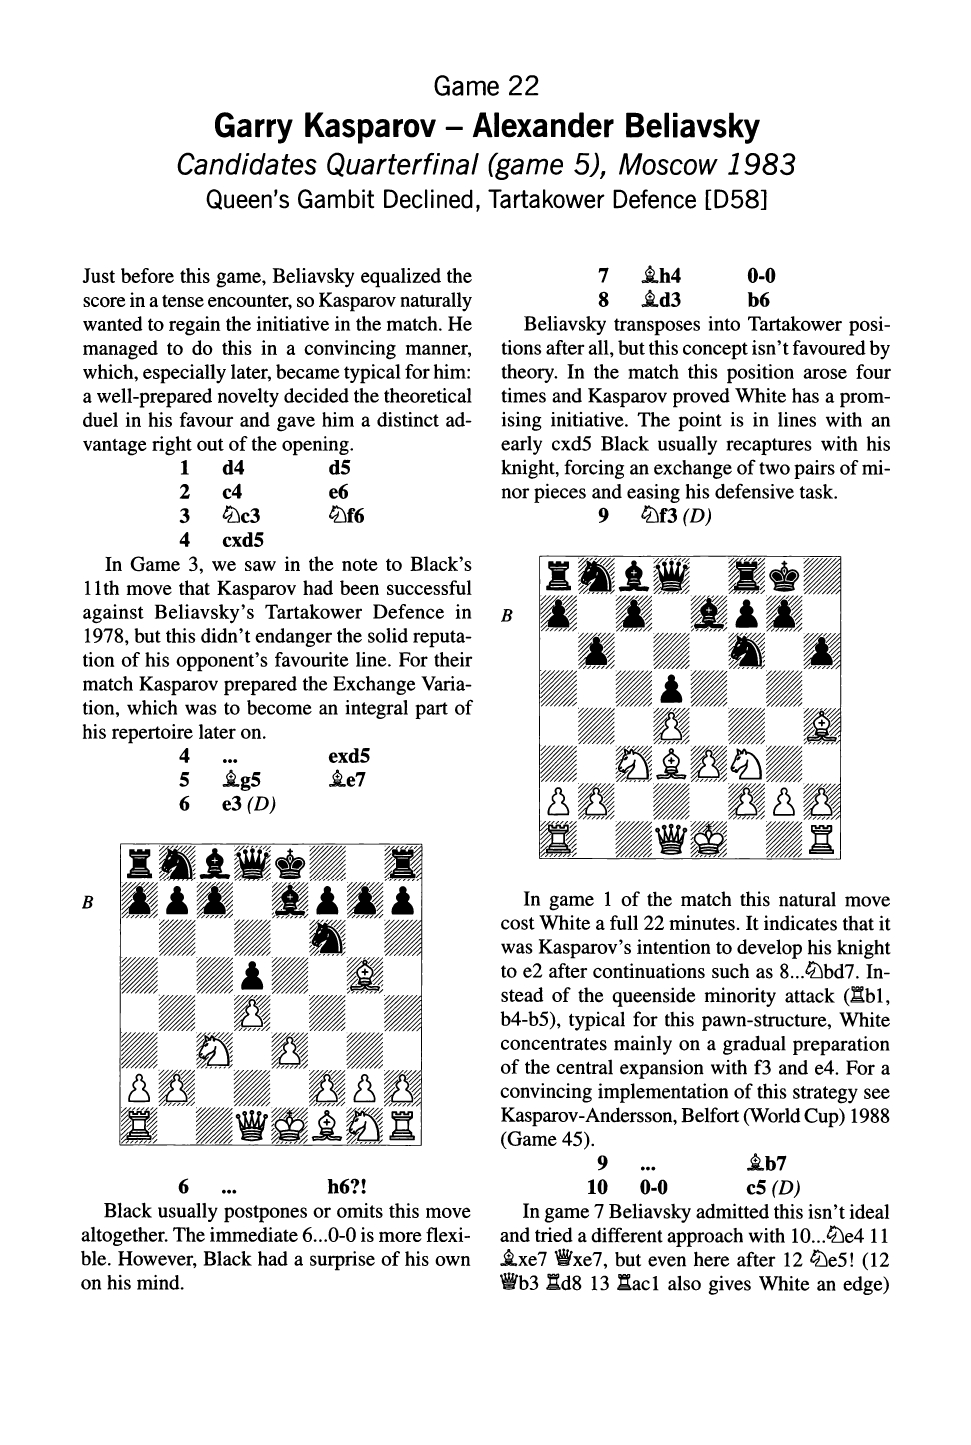 Game 22
Garry Kasparov – Alexander Beliavsky
Candidates Quarterfinal (game 5), Moscow 1983
Queen's Gambit Declined, Tartakower Defence [D58]
Just before this game, Beliavsky equalized the
score in a tense encounter, so Kasparov naturally
wanted to regain the initiative in the match. He
managed to do this in a convincing manner,
which, especially later, became typical for him:
a well-prepared novelty decided the theoretical
duel in his favour and gave him a distinct ad-
vantage right out of the opening.
1 d4 d5
2 c4 e6
3 ♘c3 ♘f6
4 cxd5
In Game 3, we saw in the note to Black's
11th move that Kasparov had been successful
against Beliavsky's Tartakower Defence in
1978, but this didn't endanger the solid reputa-
tion of his opponent's favourite line. For their
match Kasparov prepared the Exchange Varia-
tion, which was to become an integral part of
his repertoire later on.
4 ... exd5
5 ♗g5 ♗e7
6 e3 (D)
B
6 ... h6?!
Black usually postpones or omits this move
altogether. The immediate 6...0-0 is more flexi-
ble. However, Black had a surprise of his own
on his mind.
7 ♗h4 0-0
8 ♗d3 b6
Beliavsky transposes into Tartakower posi-
tions after all, but this concept isn't favoured by
theory. In the match this position arose four
times and Kasparov proved White has a prom-
ising initiative. The point is in lines with an
early cxd5 Black usually recaptures with his
knight, forcing an exchange of two pairs of mi-
nor pieces and easing his defensive task.
9 ♘f3 (D)
B
In game 1 of the match this natural move
cost White a full 22 minutes. It indicates that it
was Kasparov's intention to develop his knight
to e2 after continuations such as 8...♘bd7. In-
stead of the queenside minority attack (♖b1,
b4-b5), typical for this pawn-structure, White
concentrates mainly on a gradual preparation
of the central expansion with f3 and e4. For a
convincing implementation of this strategy see
Kasparov-Andersson, Belfort (World Cup) 1988
(Game 45).
9 ... ♗b7
10 0-0 c5 (D)
In game 7 Beliavsky admitted this isn't ideal
and tried a different approach with 10...♘e4 11
♗xe7 ♕xe7, but even here after 12 ♘e5! (12
♕b3 ♖d8 13 ♖ac1 also gives White an edge)